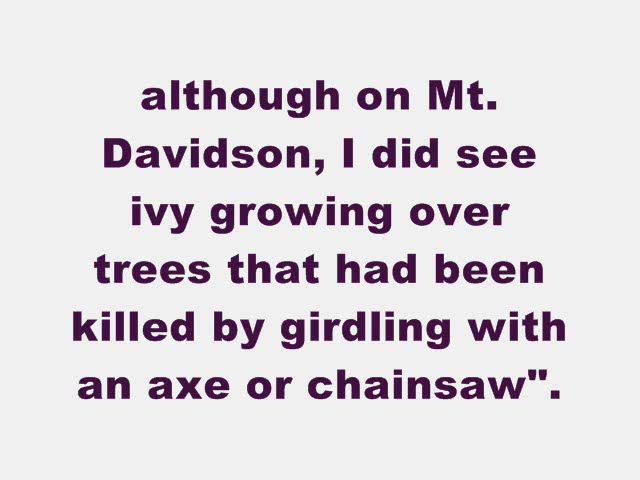 although on Mt.
Davidson, I did see
ivy growing over
trees that had been
killed by girdling with
an axe or chainsaw".